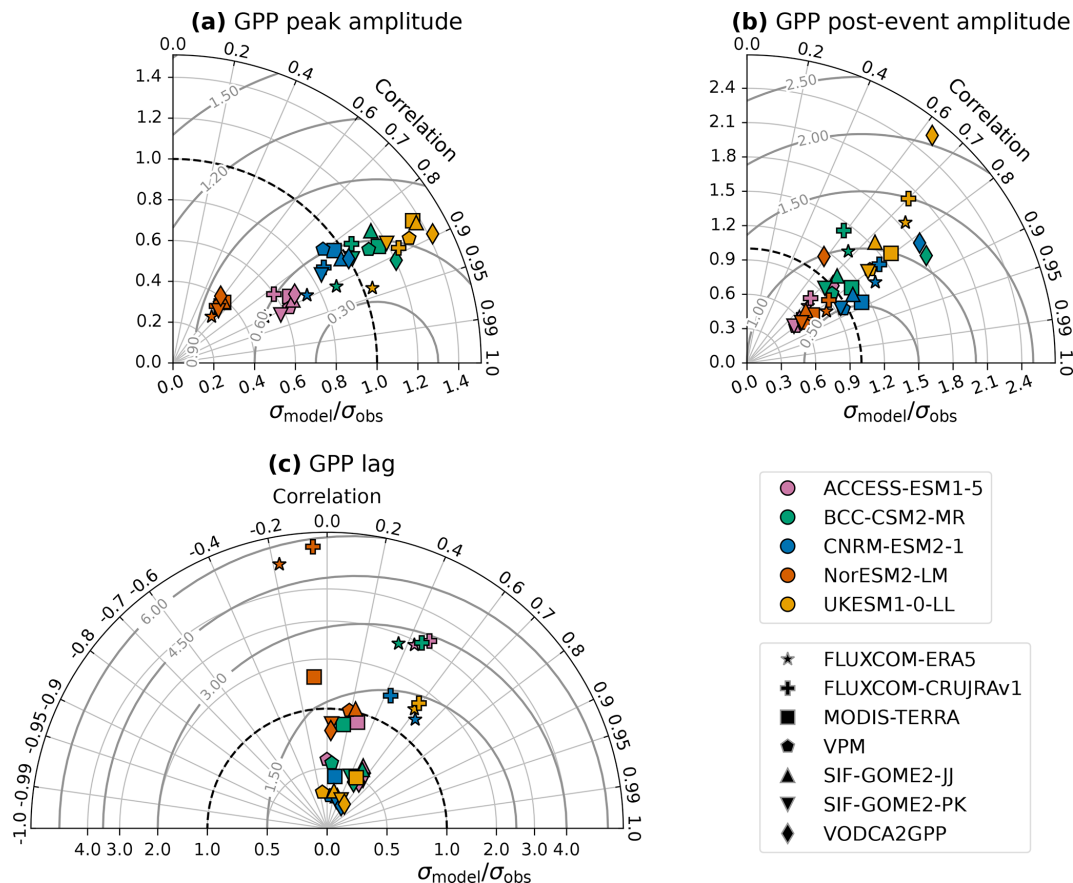 (a) GPP peak amplitude
0.0
0.2
0.4
0.6
0.7
0.8
0.9
0.95
0.99
1.0
Correlation
1.4
1.2
1.0
0.8
0.6
0.4
0.2
0.0
1.50
1.20
0.90
0.60
0.30
0.0 0.2 0.4 0.6 0.8 1.0 1.2 1.4
σmodel/σobs
(b) GPP post-event amplitude
0.0
0.2
0.4
0.6
0.7
0.8
0.9
0.95
0.99
1.0
Correlation
2.4
2.1
1.8
1.5
1.2
0.9
0.6
0.3
0.0
2.50
2.00
1.50
1.00
0.50
0.0 0.3 0.6 0.9 1.2 1.5 1.8 2.1 2.4
σmodel/σobs
(c) GPP lag
Correlation
-1.0
-0.99
-0.95
-0.9
-0.8
-0.7
-0.6
-0.4
-0.2
0.0
0.2
0.4
0.6
0.7
0.8
0.9
0.95
0.99
1.0
6.00
4.50
3.00
1.50
4.0 3.0 2.0 1.0 0.5 0.0 0.5 1.0 2.0 3.0 4.0
σmodel/σobs
ACCESS-ESM1-5
BCC-CSM2-MR
CNRM-ESM2-1
NorESM2-LM
UKESM1-0-LL
FLUXCOM-ERA5
FLUXCOM-CRUJRAv1
MODIS-TERRA
VPM
SIF-GOME2-JJ
SIF-GOME2-PK
VODCA2GPP